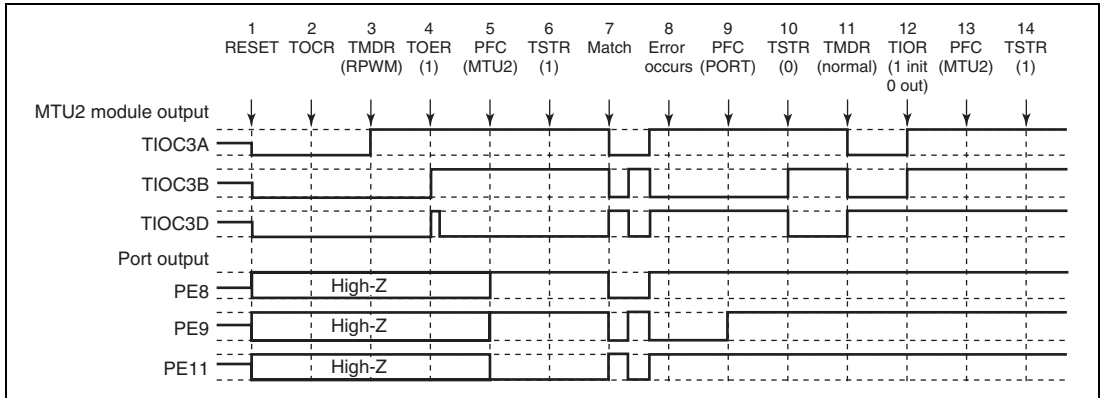 1 2 3 4 5 6 7 8 9 10 11 12 13 14
RESET TOCR TMDR TOER PFC TSTR Match Error PFC TSTR TMDR TIOR PFC TSTR
(RPWM) (1) (MTU2) (1) occurs (PORT) (0) (normal) (1 init (MTU2) (1)
0 out)
MTU2 module output
TIOC3A
TIOC3B
TIOC3D
Port output
PE8 High-Z
PE9 High-Z
PE11 High-Z